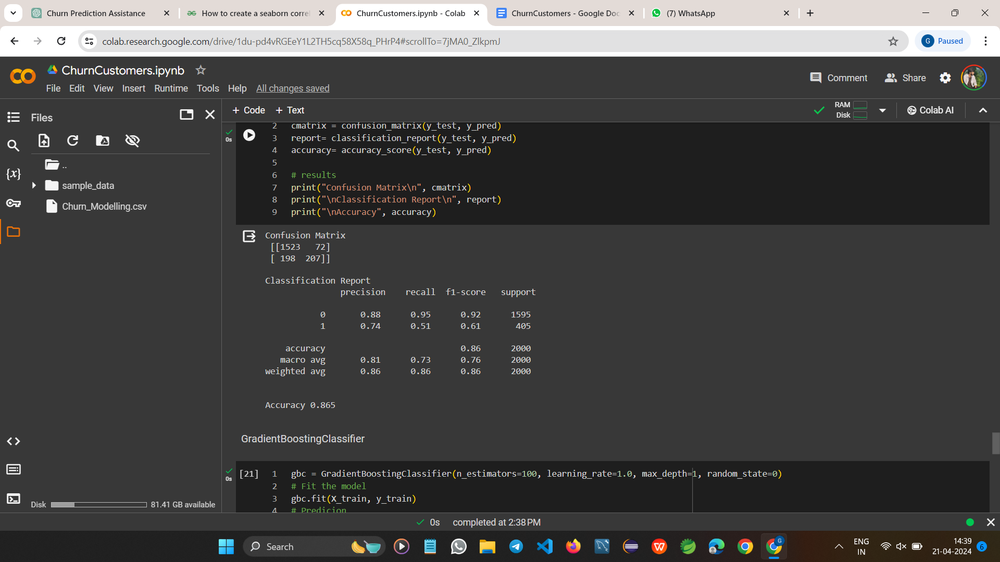 Churn Prediction Assistance
How to create a seaborn correl
ChurnCustomers.ipynb - Colab
ChurnCustomers - Google Doc
(7) WhatsApp
colab.research.google.com/drive/1du-pd4vRGEeY1L2TH5cq58X58q_PHrP4#scrollTo=7jMA0_ZlkpmJ
G Paused
ChurnCustomers.ipynb
Comment Share
File Edit View Insert Runtime Tools Help All changes saved
Files
+ Code + Text
RAM
Disk
Colab AI
{x}
..
sample_data
Churn_Modelling.csv
Disk 81.41 GB available
0s
2 cmatrix = confusion_matrix(y_test, y_pred)
3 report= classification_report(y_test, y_pred)
4 accuracy= accuracy_score(y_test, y_pred)
5
6 # results
7 print("Confusion Matrix\n", cmatrix)
8 print("\nClassification Report\n", report)
9 print("\nAccuracy", accuracy)
Confusion Matrix
[[1523 72]
[ 198 207]]
Classification Report
precision recall f1-score support
0 0.88 0.95 0.92 1595
1 0.74 0.51 0.61 405
accuracy 0.86 2000
macro avg 0.81 0.73 0.76 2000
weighted avg 0.86 0.86 0.86 2000
Accuracy 0.865
GradientBoostingClassifier
0s
[21] 1 gbc = GradientBoostingClassifier(n_estimators=100, learning_rate=1.0, max_depth=1, random_state=0)
2 # Fit the model
3 gbc.fit(X_train, y_train)
4 # Predicion
0s completed at 2:38 PM
Search
ENG
IN
14:39
21-04-2024
6